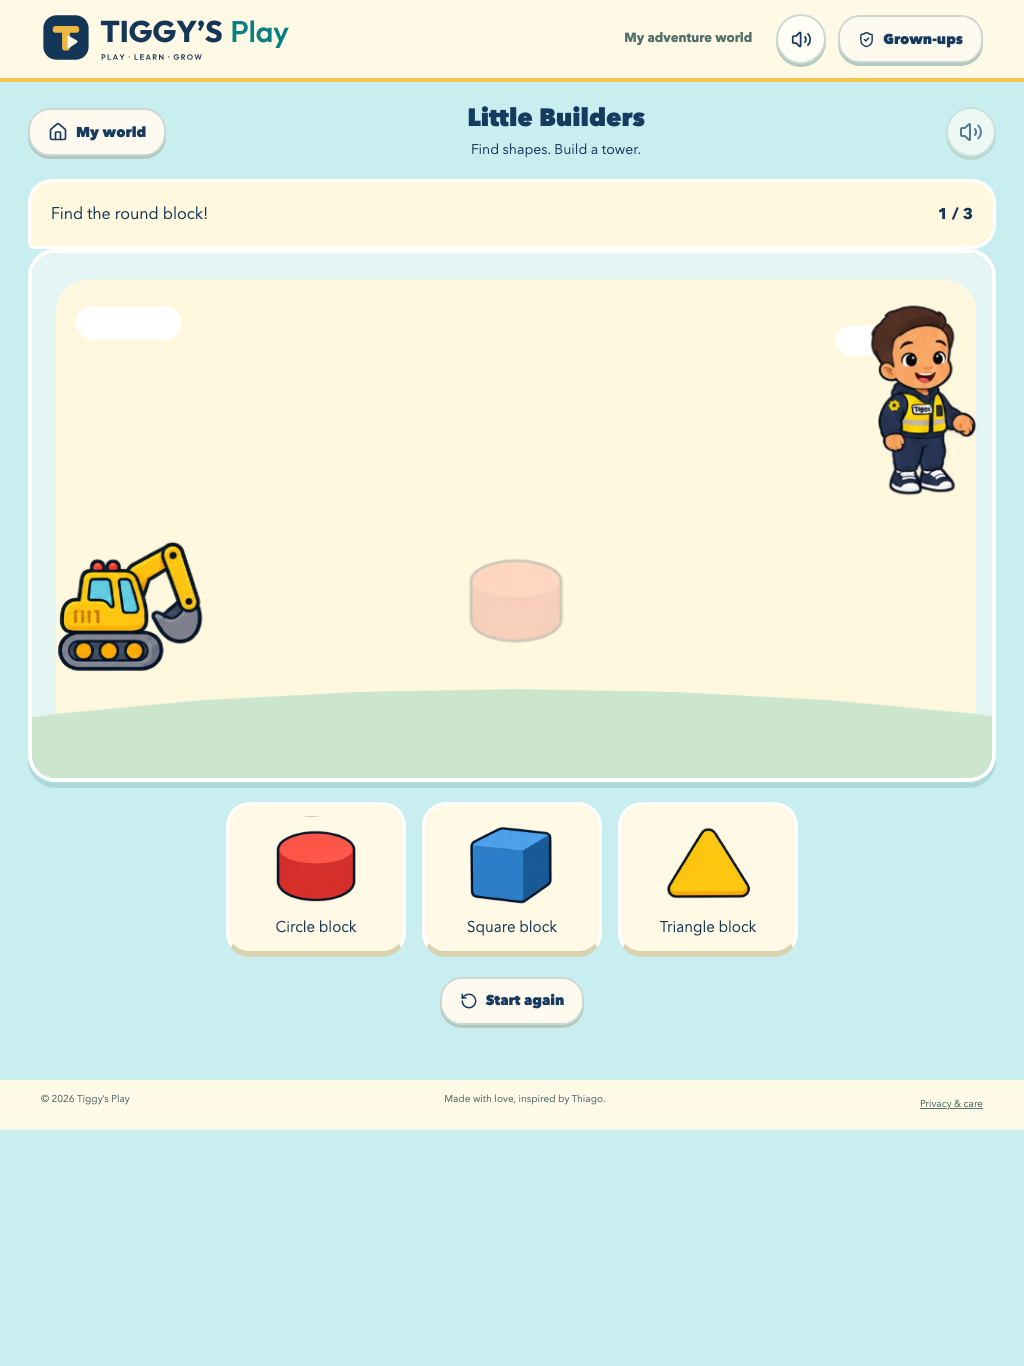 TIGGY'S Play
PLAY · LEARN · GROW
My adventure world
Grown-ups
My world
Little Builders
Find shapes. Build a tower.
Find the round block!
1 / 3
Tiggy
Circle block
Square block
Triangle block
Start again
© 2026 Tiggy's Play
Made with love, inspired by Thiago.
Privacy & care